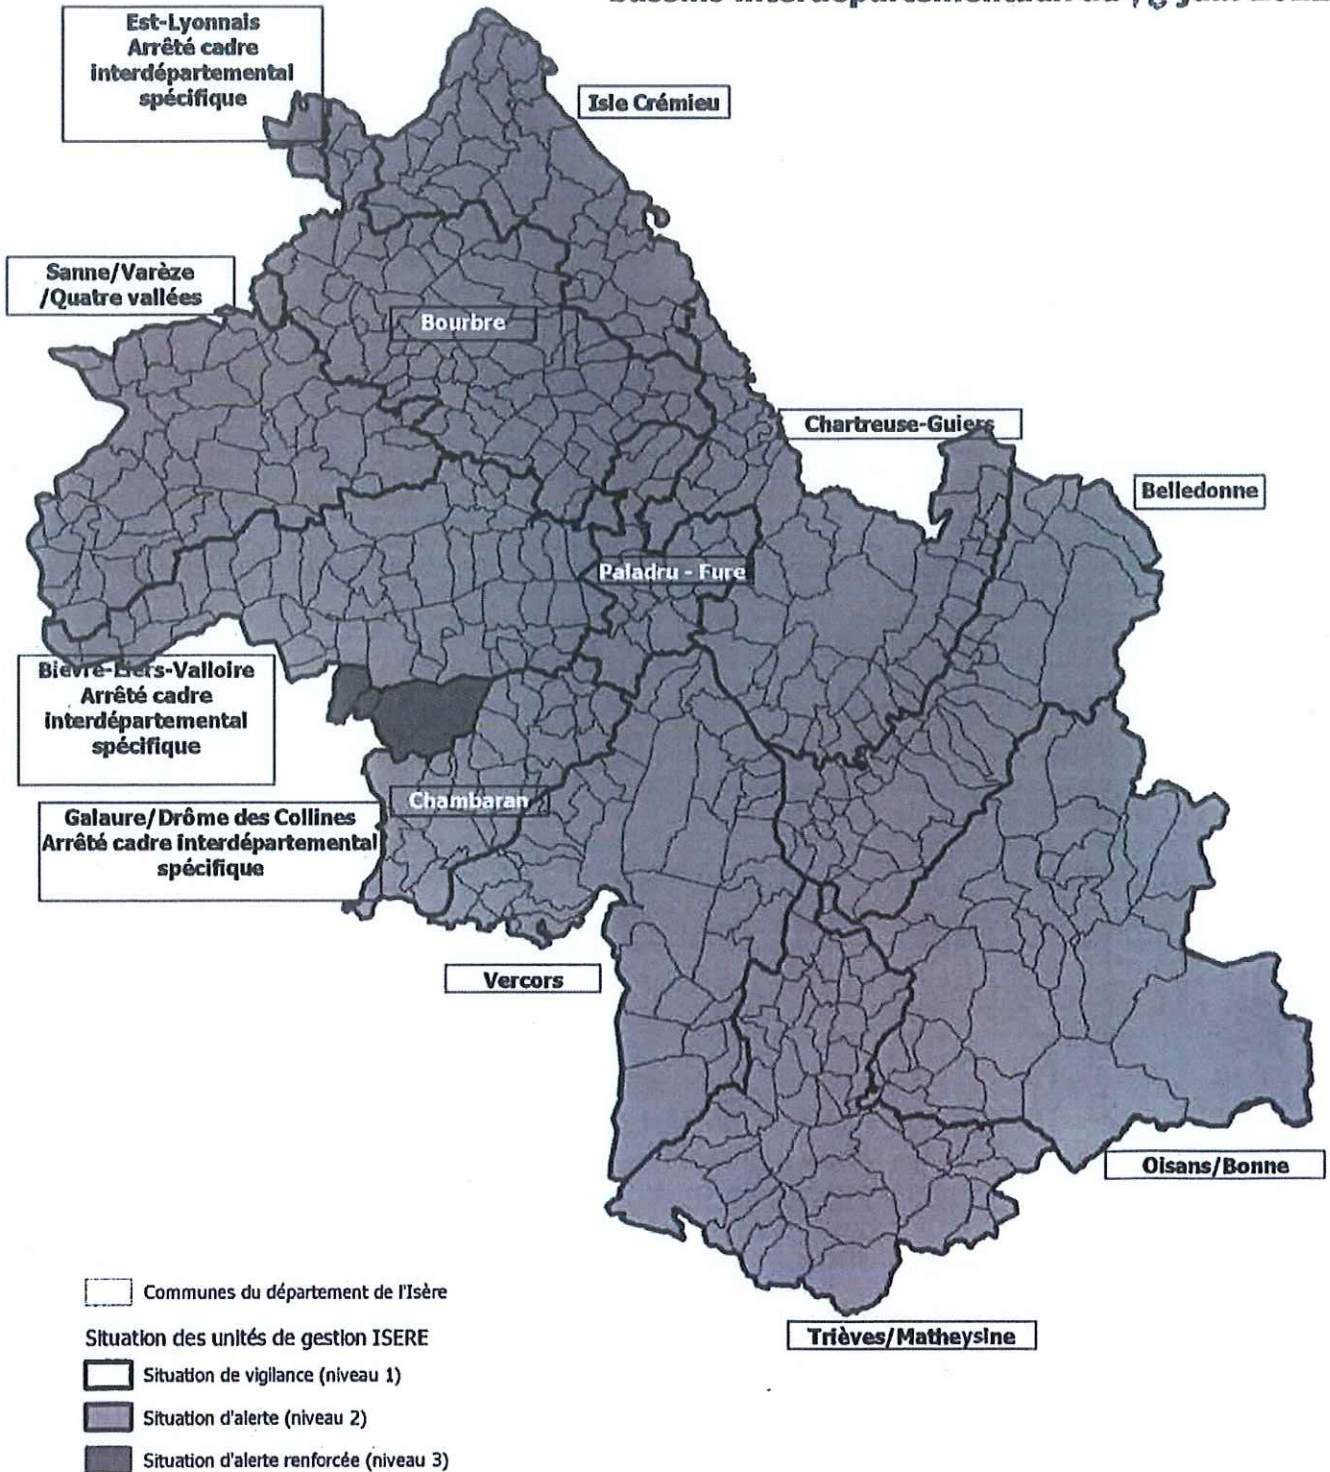 Est-Lyonnais
Arrêté cadre
interdépartemental
spécifique
Isle Crémieu
Sanne/Varèze
/Quatre vallées
Bourbre
Chartreuse-Guiers
Belledonne
Paladru - Fure
Bièvre-Liers-Valloire
Arrêté cadre
interdépartemental
spécifique
Chambaran
Galaure/Drôme des Collines
Arrêté cadre interdépartemental
spécifique
Vercors
Oisans/Bonne
Trièves/Matheysine
Communes du département de l'Isère
Situation des unités de gestion ISERE
Situation de vigilance (niveau 1)
Situation d'alerte (niveau 2)
Situation d'alerte renforcée (niveau 3)